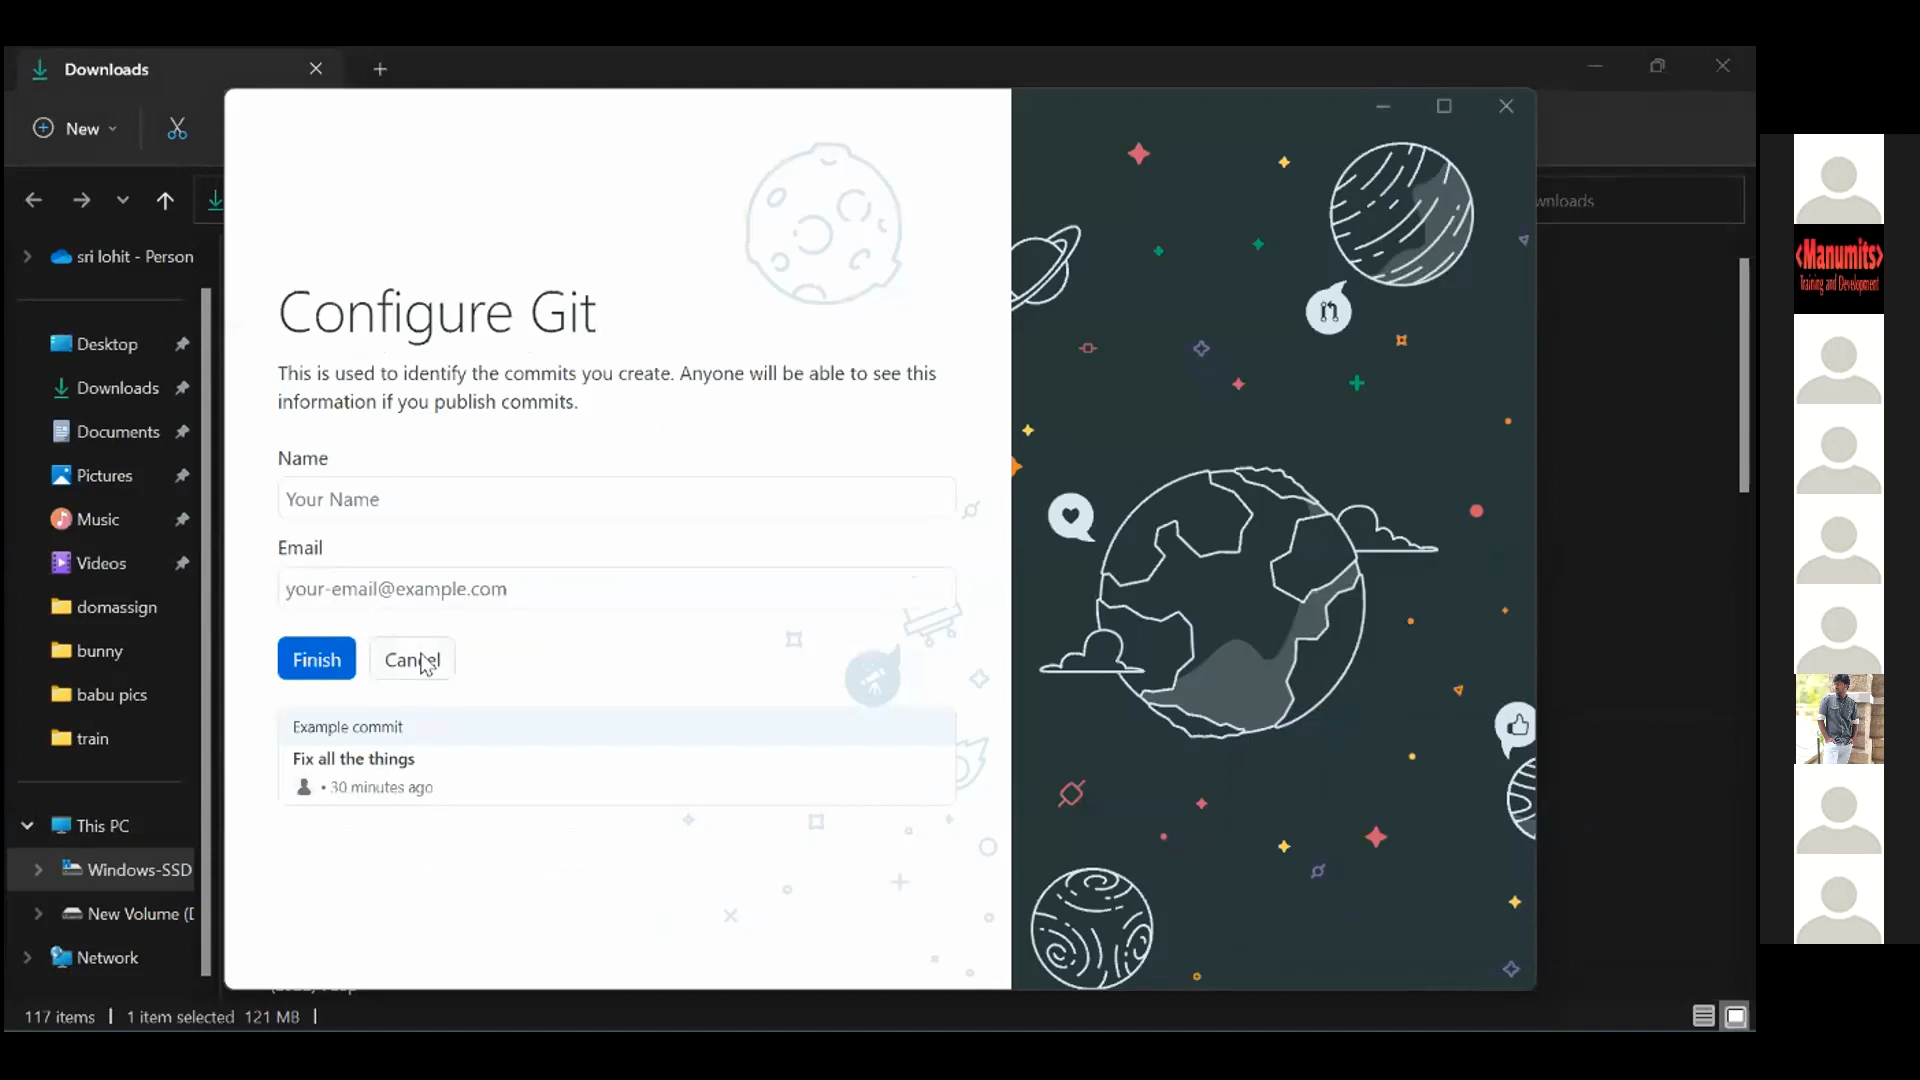 Downloads
New
wnloads
sri lohit - Person
Desktop
Downloads
Documents
Pictures
Music
Videos
domassign
bunny
babu pics
train
This PC
Windows-SSD
New Volume (D
Network
117 items
1 item selected 121 MB
Configure Git
This is used to identify the commits you create. Anyone will be able to see this
information if you publish commits.
Name
Your Name
Email
your-email@example.com
Finish
Cancel
Example commit
Fix all the things
• 30 minutes ago
<Manumits>
Training and Development